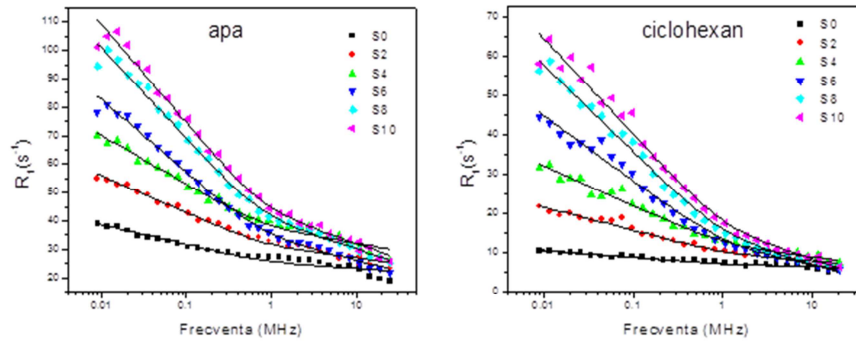 apa
S0
S2
S4
S6
S8
S10
110
100
90
80
70
60
50
40
30
20
R₁(s⁻¹)
0.01
0.1
1
10
Frecventa (MHz)
ciclohexan
S0
S2
S4
S6
S8
S10
70
60
50
40
30
20
10
0
R₁(s⁻¹)
0.01
0.1
1
10
Frecventa (MHz)